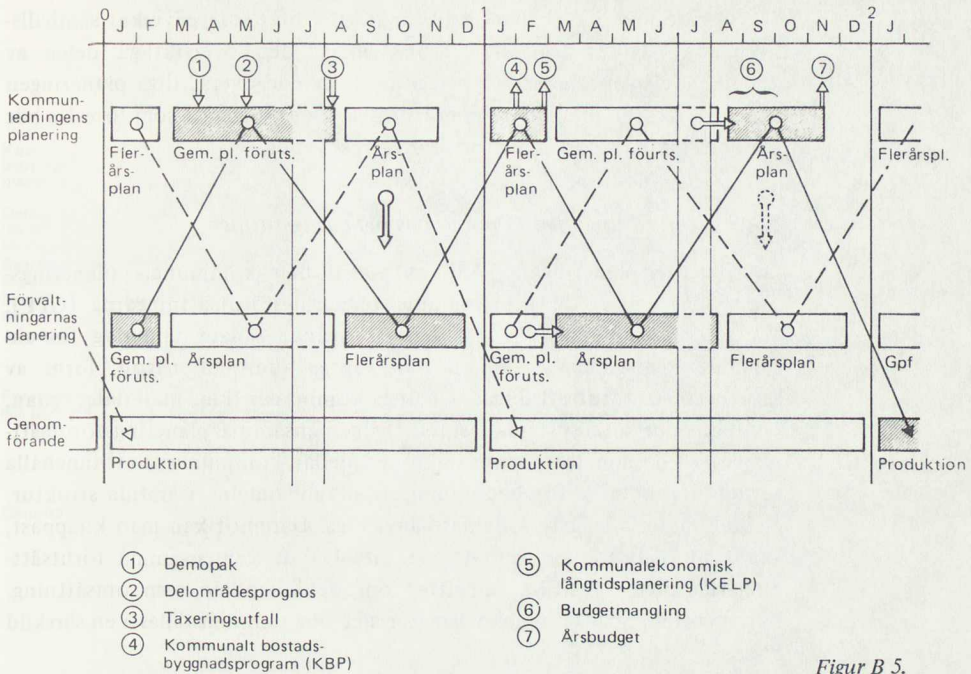 0 1 2
J F M A M J J A S O N D J F M A M J J A S O N D J F
1 2 3 4 5 6 7
Kommun-
ledningens
planering
Fler-
års-
plan
Gem. pl. föruts.
Års-
plan
Fler-
års-
plan
Gem. pl. fourts.
Års-
plan
Flerårspl.
Förvalt-
ningarnas
planering
Gem. pl.
föruts.
Årsplan
Flerårsplan
Gem. pl.
föruts.
Årsplan
Flerårsplan
Gpf
Genom-
förande
Produktion
Produktion
Produktion
1 Demopak
2 Delområdesprognos
3 Taxeringsutfall
4 Kommunalt bostads-
byggnadsprogram (KBP)
5 Kommunalekonomisk
långtidsplanering (KELP)
6 Budgetmangling
7 Årsbudget
Figur B 5.